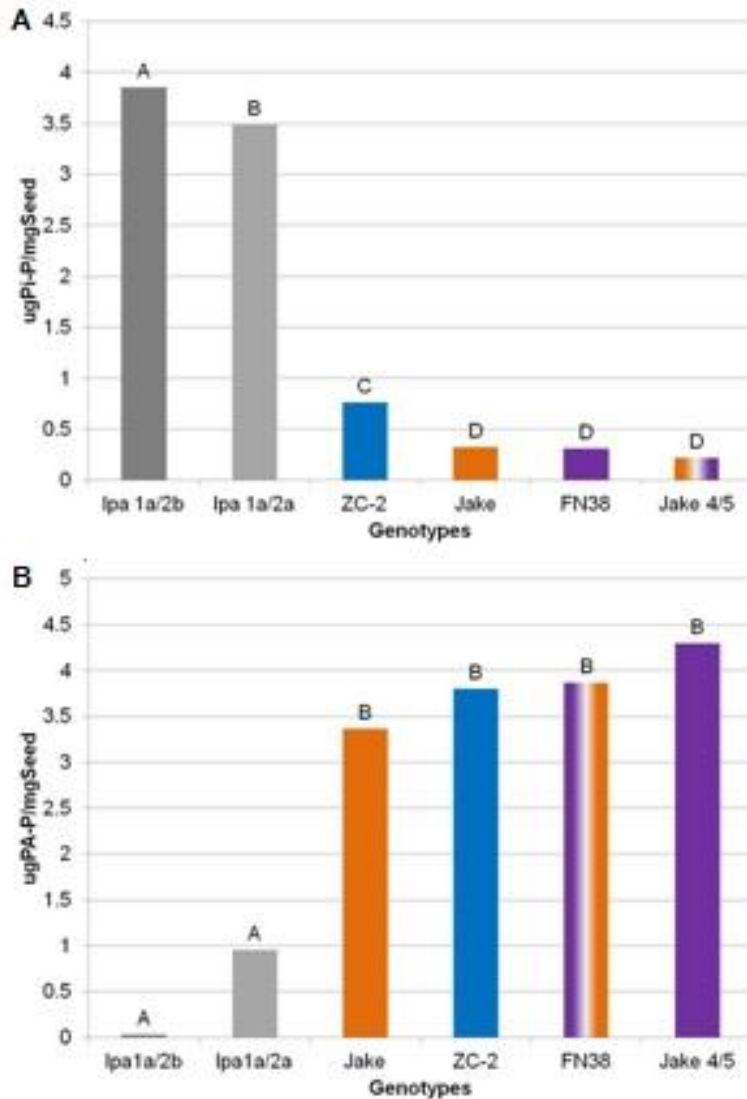 A
4.5
4
3.5
3
2.5
2
1.5
1
0.5
0
ugPi-P/mgSeed
A
B
C
D
D
D
lpa 1a/2b
lpa 1a/2a
ZC-2
Jake
FN38
Jake 4/5
Genotypes
B
5
4.5
4
3.5
3
2.5
2
1.5
1
0.5
0
ugPA-P/mgSeed
A
A
B
B
B
B
lpa1a/2b
lpa1a/2a
Jake
ZC-2
FN38
Jake 4/5
Genotypes